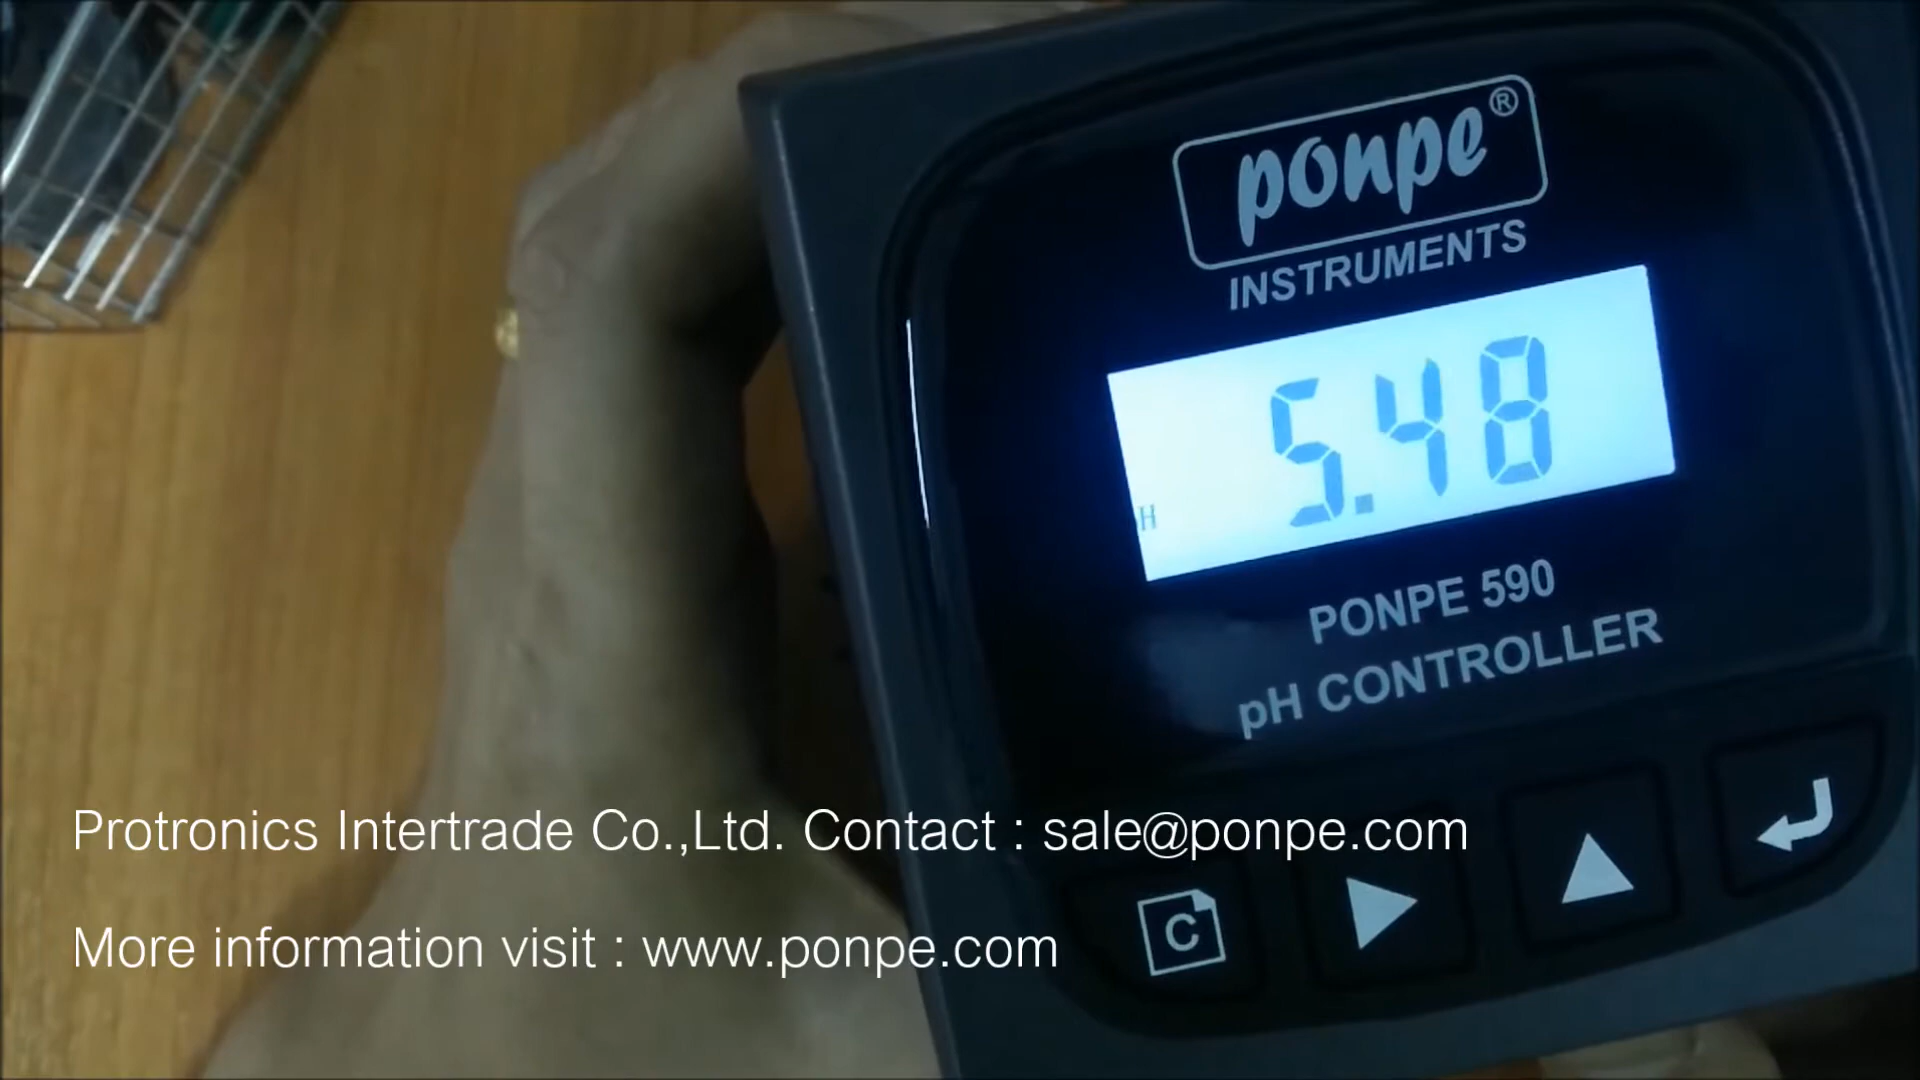 ponpe®
INSTRUMENTS
5.48
H
PONPE 590
pH CONTROLLER
C
Protronics Intertrade Co.,Ltd. Contact : sale@ponpe.com
More information visit : www.ponpe.com